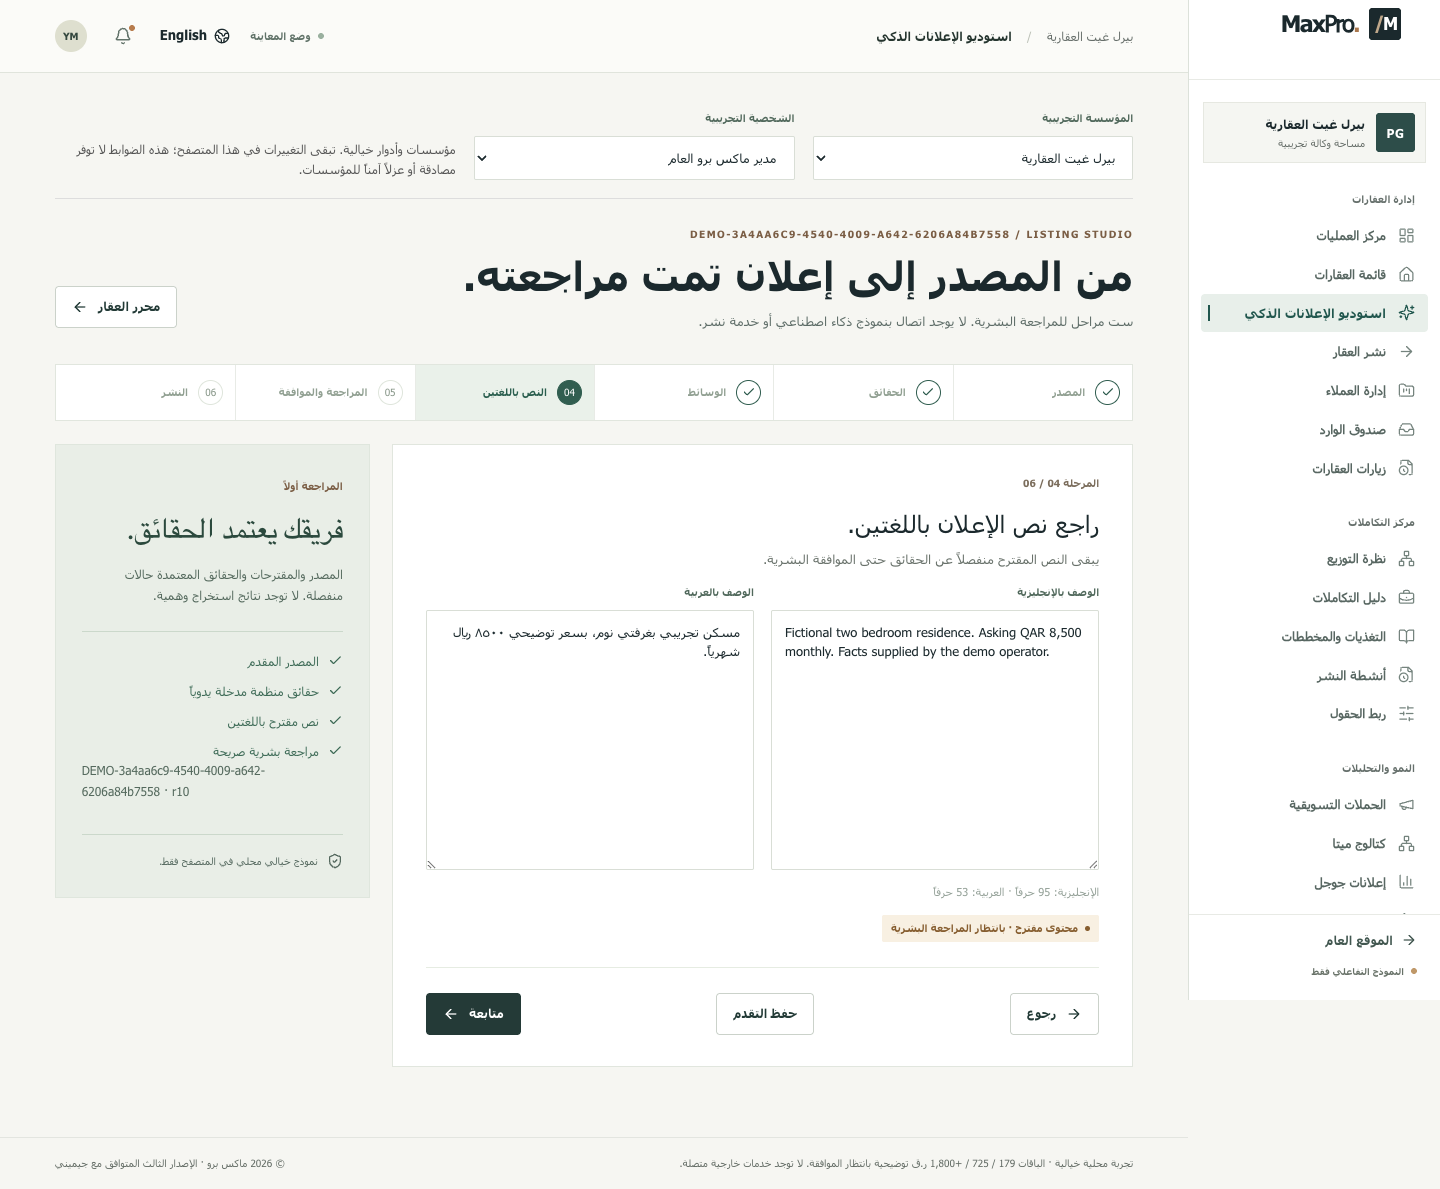 MaxPro.
/M
بيرل غيت العقارية
مساحة وكالة تجريبية
PG
إدارة العقارات
مركز العمليات
قائمة العقارات
استوديو الإعلانات الذكي
نشر العقار
إدارة العملاء
صندوق الوارد
زيارات العقارات
مركز التكاملات
نظرة التوزيع
دليل التكاملات
التغذيات والمخططات
أنشطة النشر
ربط الحقول
النمو والتحليلات
الحملات التسويقية
كتالوج ميتا
إعلانات جوجل
الموقع العام
النموذج التفاعلي فقط
بيرل غيت العقارية / استوديو الإعلانات الذكي
وضع المعاينة
English
YM
المؤسسة التجريبية
بيرل غيت العقارية
الشخصية التجريبية
مدير ماكس برو العام
مؤسسات وأدوار خيالية. تبقى التغييرات في هذا المتصفح؛ هذه الضوابط لا توفر
مصادقة أو عزلاً آمناً للمؤسسات.
DEMO-3A4AA6C9-4540-4009-A642-6206A84B7558 / LISTING STUDIO
من المصدر إلى إعلان تمت مراجعته.
ست مراحل للمراجعة البشرية. لا يوجد اتصال بنموذج ذكاء اصطناعي أو خدمة نشر.
محرر العقار
المصدر
الحقائق
الوسائط
04 النص باللغتين
05 المراجعة والموافقة
06 النشر
المرحلة 04 / 06
راجع نص الإعلان باللغتين.
يبقى النص المقترح منفصلاً عن الحقائق حتى الموافقة البشرية.
الوصف بالإنجليزية
Fictional two bedroom residence. Asking QAR 8,500
monthly. Facts supplied by the demo operator.
الوصف بالعربية
مسكن تجريبي بغرفتي نوم، بسعر توضيحي ٨٥٠٠ ريال
شهرياً.
الإنجليزية: 95 حرفاً · العربية: 53 حرفاً
محتوى مقترح · بانتظار المراجعة البشرية
رجوع
حفظ التقدم
متابعة
المراجعة أولاً
فريقك يعتمد الحقائق.
المصدر والمقترحات والحقائق المعتمدة حالات
منفصلة. لا توجد نتائج استخراج وهمية.
المصدر المقدم
حقائق منظمة مدخلة يدوياً
نص مقترح باللغتين
مراجعة بشرية صريحة
DEMO-3a4aa6c9-4540-4009-a642-
6206a84b7558 · r10
نموذج خيالي محلي في المتصفح فقط.
تجربة محلية خيالية · الباقات 179 / 725 / +1,800 ر.ق توضيحية بانتظار الموافقة. لا توجد خدمات خارجية متصلة.
© 2026 ماكس برو · الإصدار الثالث المتوافق مع جيميني